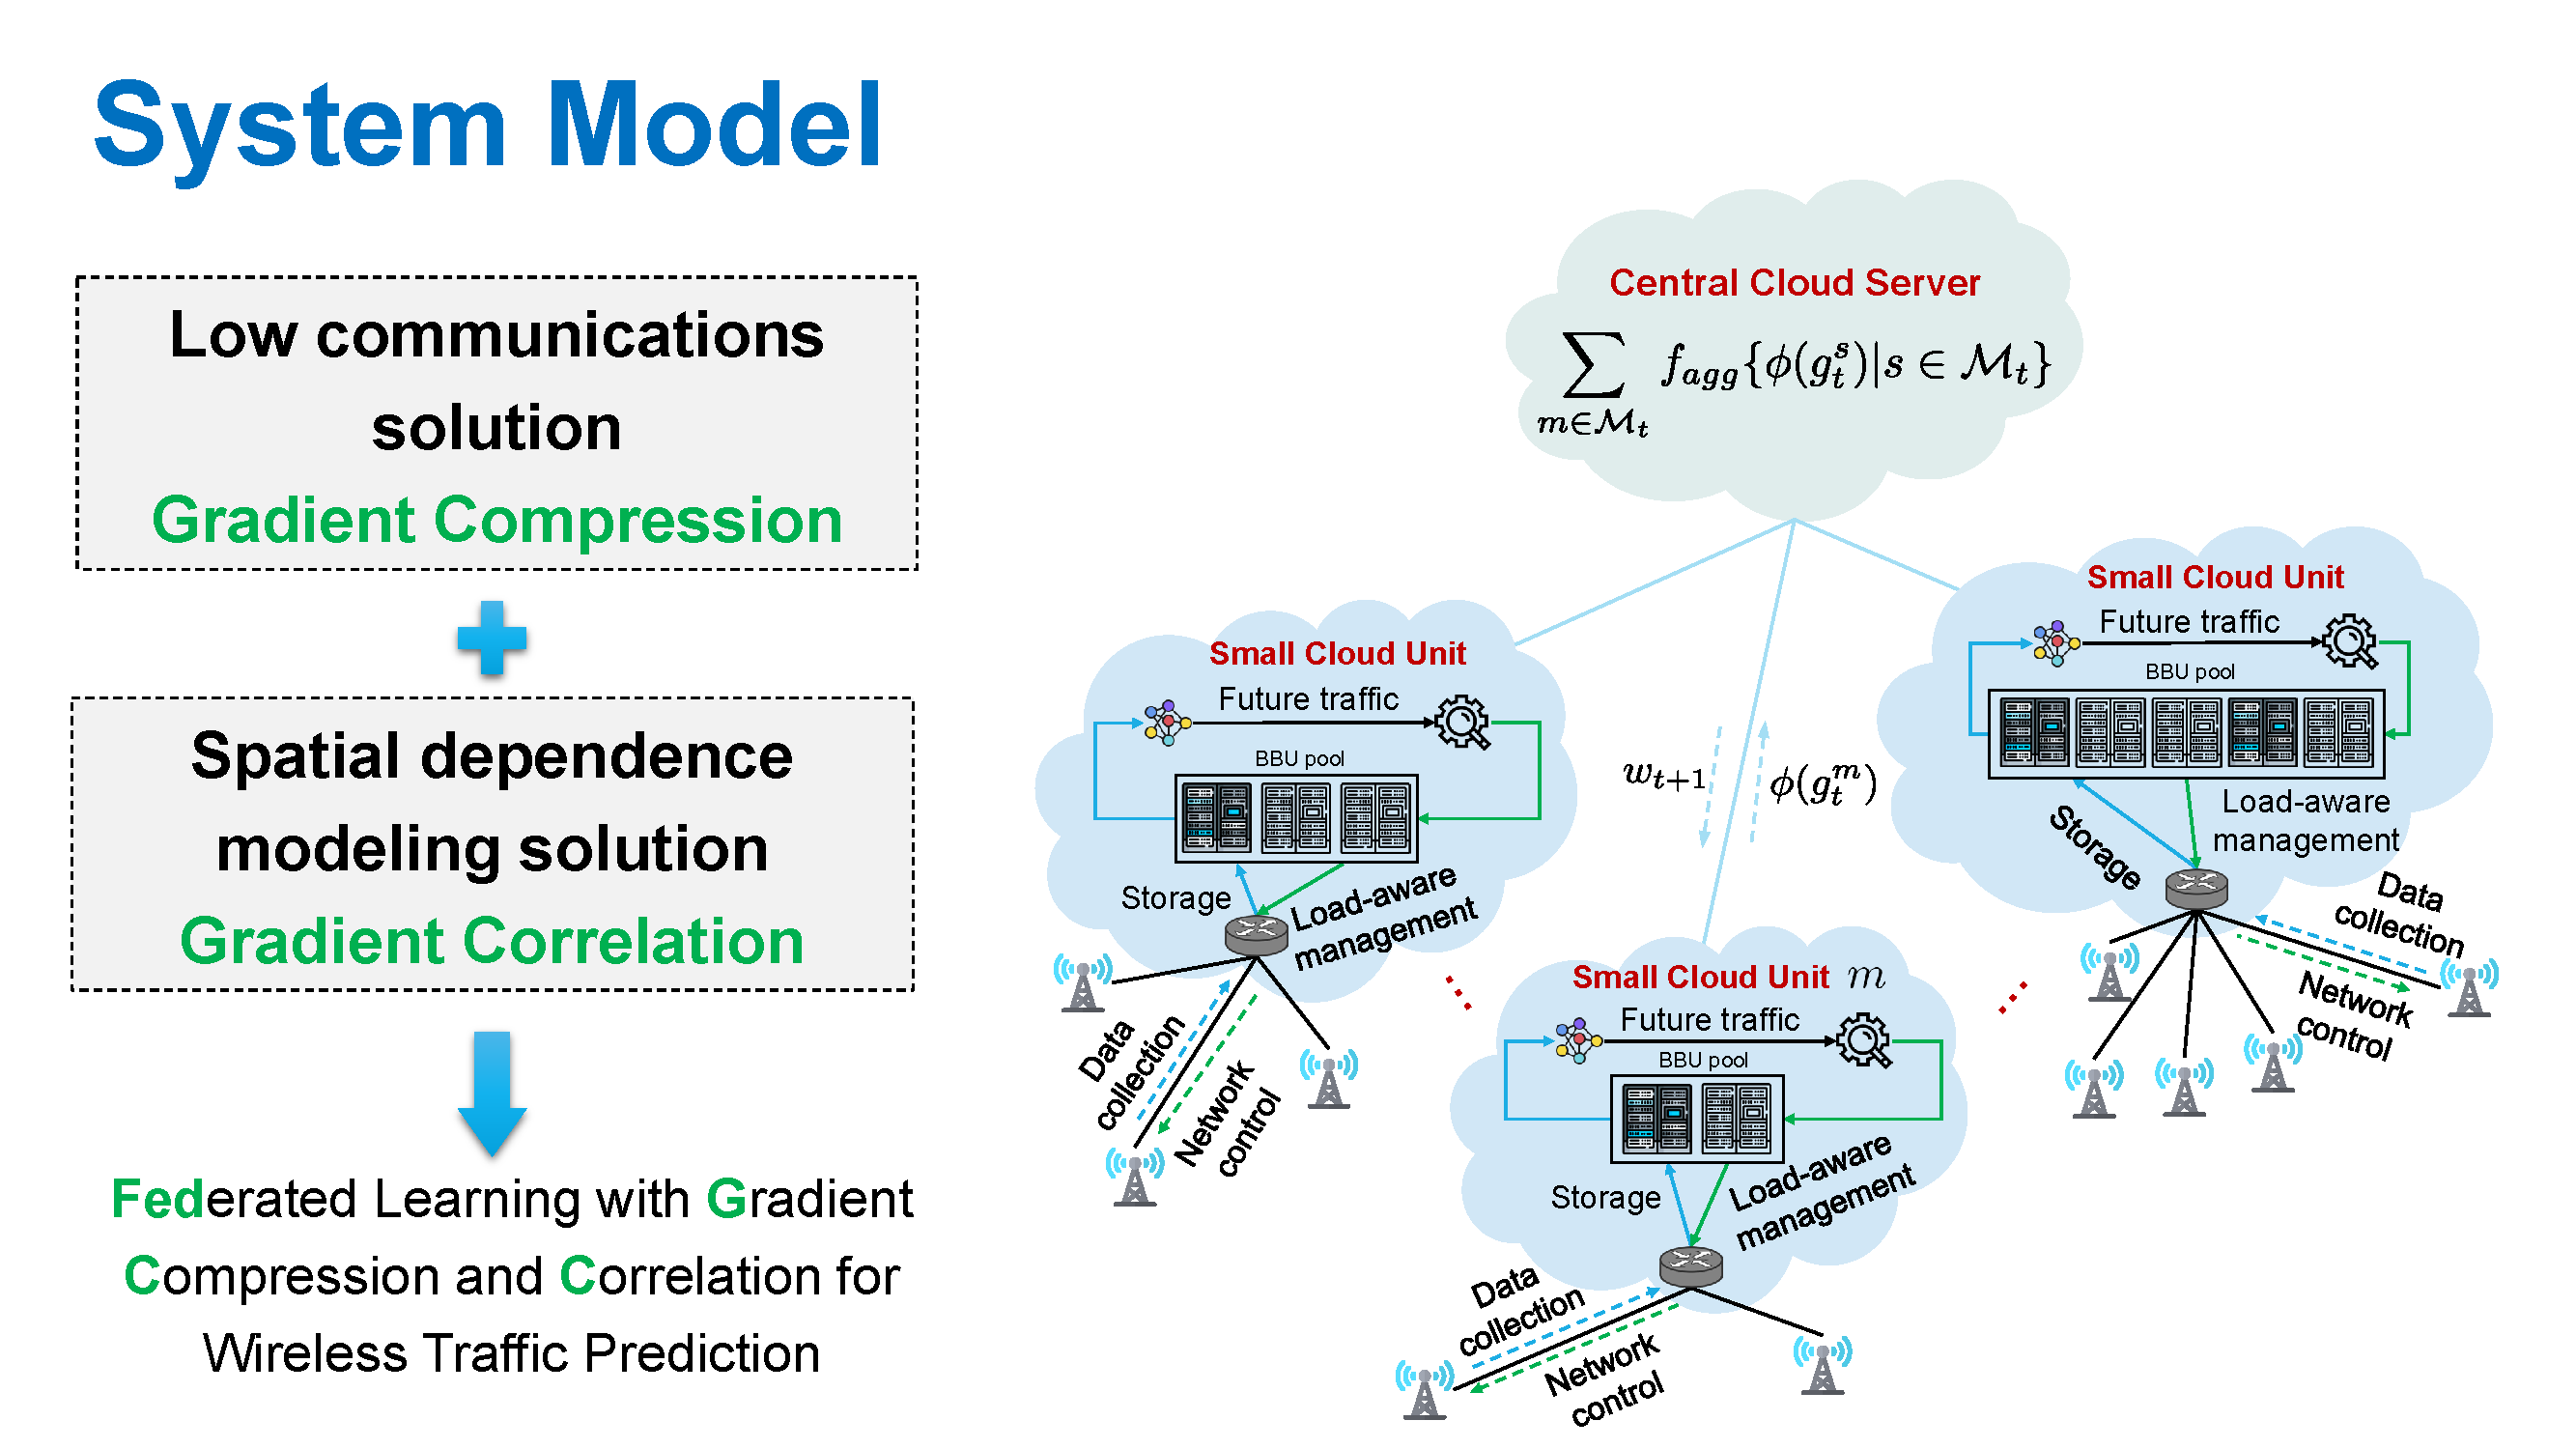 System Model
Low communications
solution
Gradient Compression
Spatial dependence
modeling solution
Gradient Correlation
Federated Learning with Gradient
Compression and Correlation for
Wireless Traffic Prediction
Central Cloud Server
$\sum_{m \in \mathcal{M}_t} f_{agg}\{\phi(g_t^s)|s \in \mathcal{M}_t\}$
$w_{t+1}$
$\phi(g_t^m)$
Small Cloud Unit
Future traffic
BBU pool
Storage
Load-aware
management
Data
collection
Network
control
Small Cloud Unit $m$
Future traffic
BBU pool
Storage
Load-aware
management
Data
collection
Network
control
Small Cloud Unit
Future traffic
BBU pool
Storage
Load-aware
management
Data
collection
Network
control